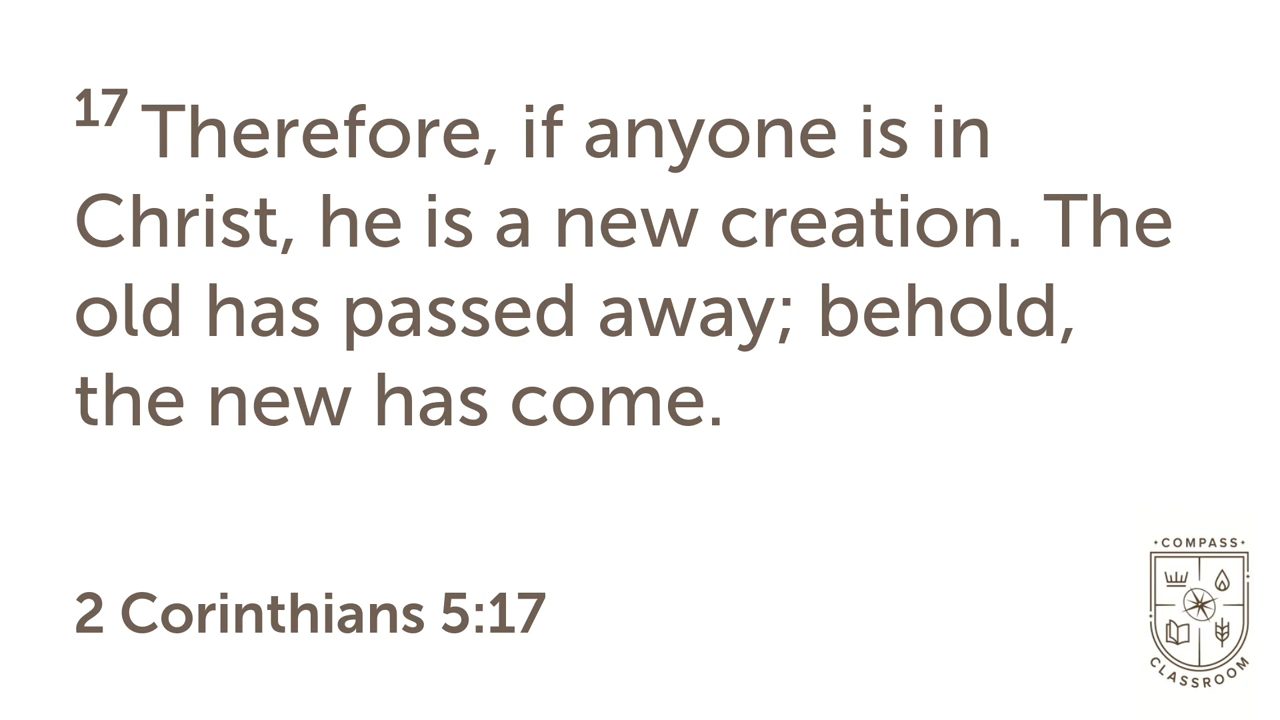 17 Therefore, if anyone is in
Christ, he is a new creation. The
old has passed away; behold,
the new has come.
2 Corinthians 5:17
COMPASS
CLASSROOM